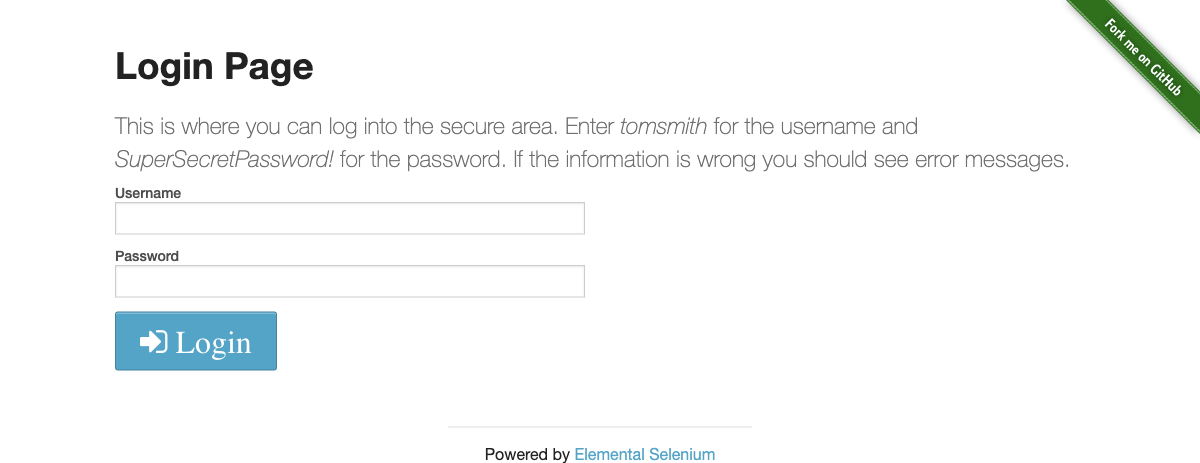 Fork me on GitHub
Login Page
This is where you can log into the secure area. Enter tomsmith for the username and
SuperSecretPassword! for the password. If the information is wrong you should see error messages.
Username
Password
Login
Powered by Elemental Selenium